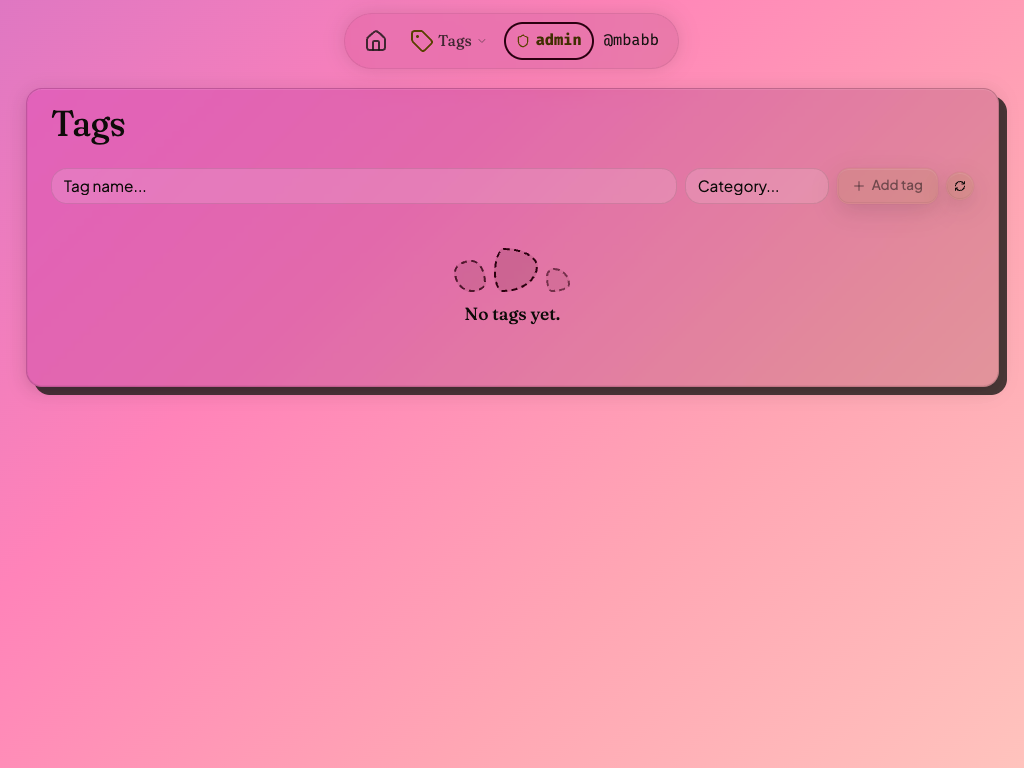 Tags
admin
@mbabb
Tags
Tag name...
Category...
Add tag
No tags yet.